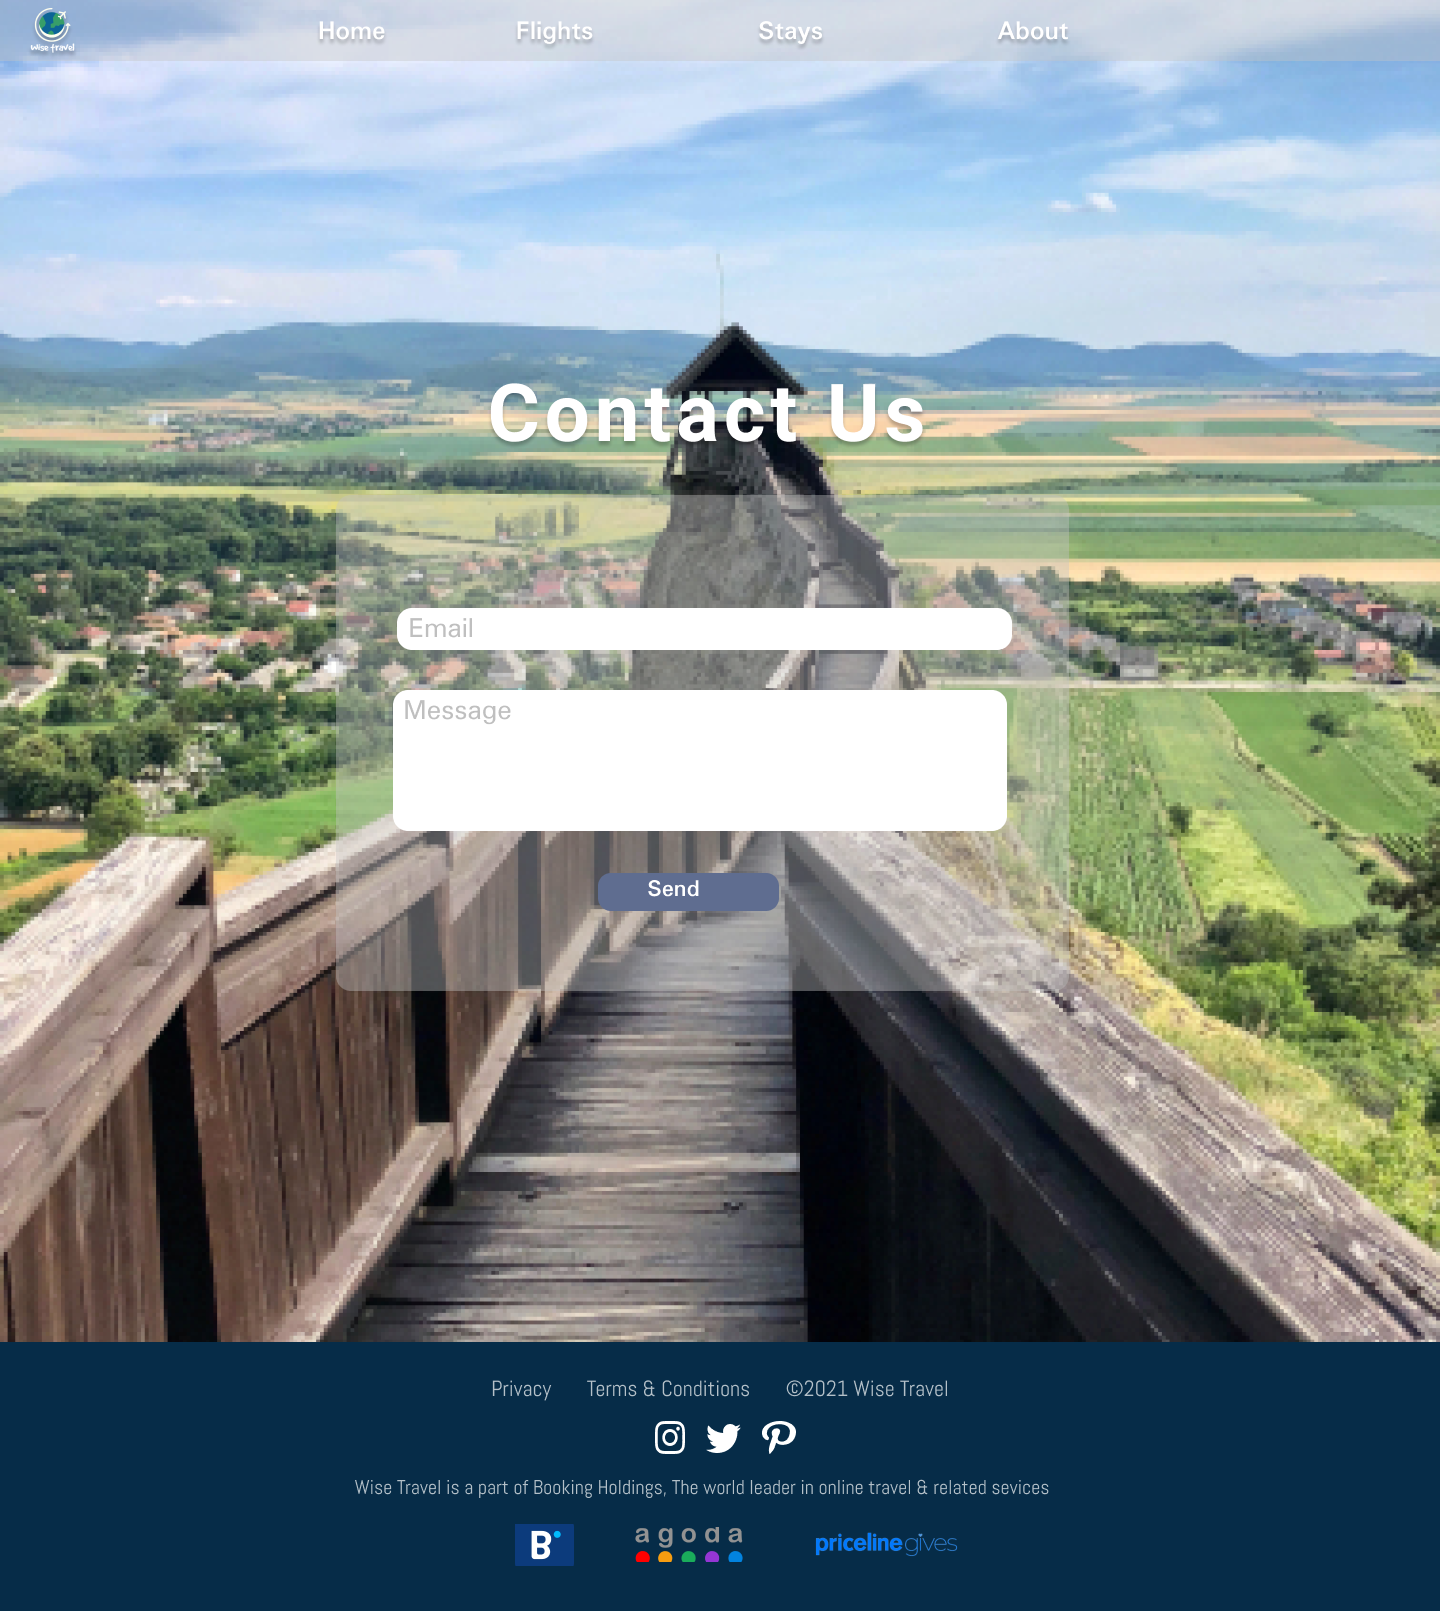 wise travel
Home Flights Stays About
Contact Us
Email
Message
Send
Privacy Terms & Conditions ©2021 Wise Travel
Wise Travel is a part of Booking Holdings, The world leader in online travel & related sevices
B
agoda
pricelinegives